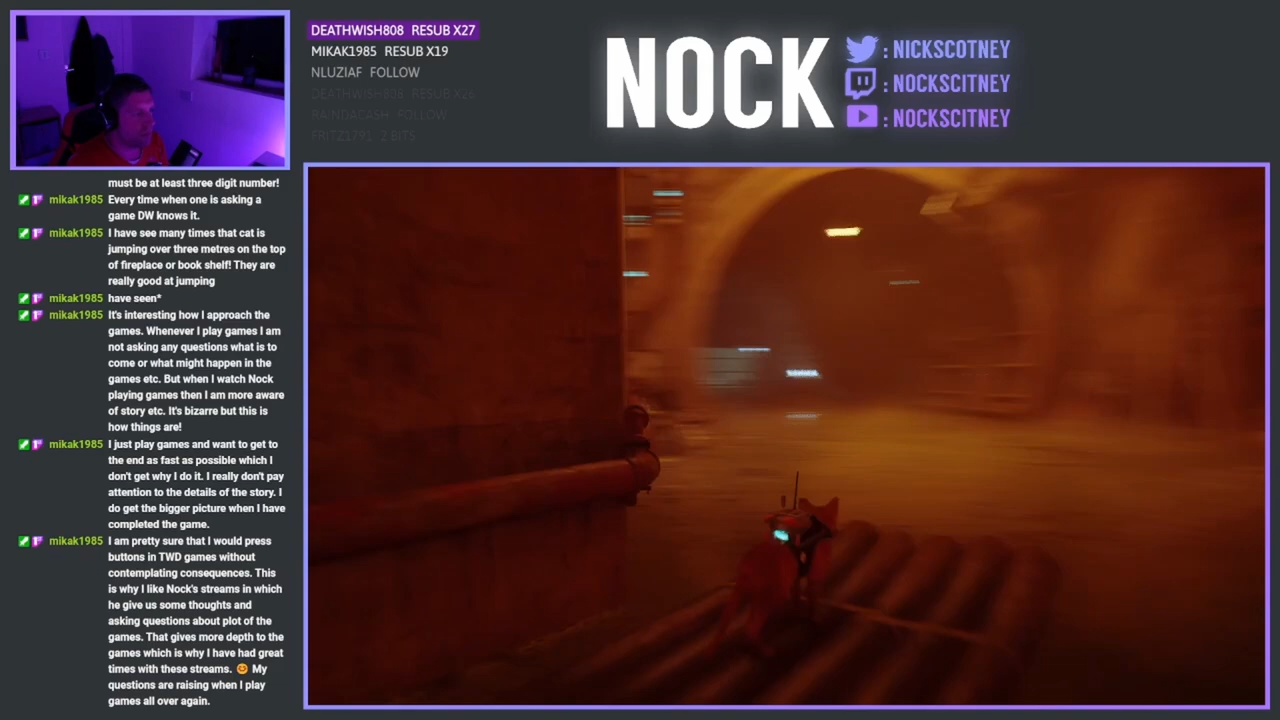 DEATHWISH808 RESUB X27
MIKAK1985 RESUB X19
NLUZIAF FOLLOW
DEATHWISH808 RESUB X26
RAINDACASH FOLLOW
FRITZ1791 2 BITS
NOCK
: NICKSCOTNEY
: NOCKSCITNEY
: NOCKSCITNEY
must be at least three digit number!
mikak1985 Every time when one is asking a
game DW knows it.
mikak1985 I have see many times that cat is
jumping over three metres on the top
of fireplace or book shelf! They are
really good at jumping
mikak1985 have seen*
mikak1985 It's interesting how I approach the
games. Whenever I play games I am
not asking any questions what is to
come or what might happen in the
games etc. But when I watch Nock
playing games then I am more aware
of story etc. It's bizarre but this is
how things are!
mikak1985 I just play games and want to get to
the end as fast as possible which I
don't get why I do it. I really don't pay
attention to the details of the story. I
do get the bigger picture when I have
completed the game.
mikak1985 I am pretty sure that I would press
buttons in TWD games without
contemplating consequences. This
is why I like Nock's streams in which
he give us some thoughts and
asking questions about plot of the
games. That gives more depth to the
games which is why I have had great
times with these streams. 😊 My
questions are raising when I play
games all over again.